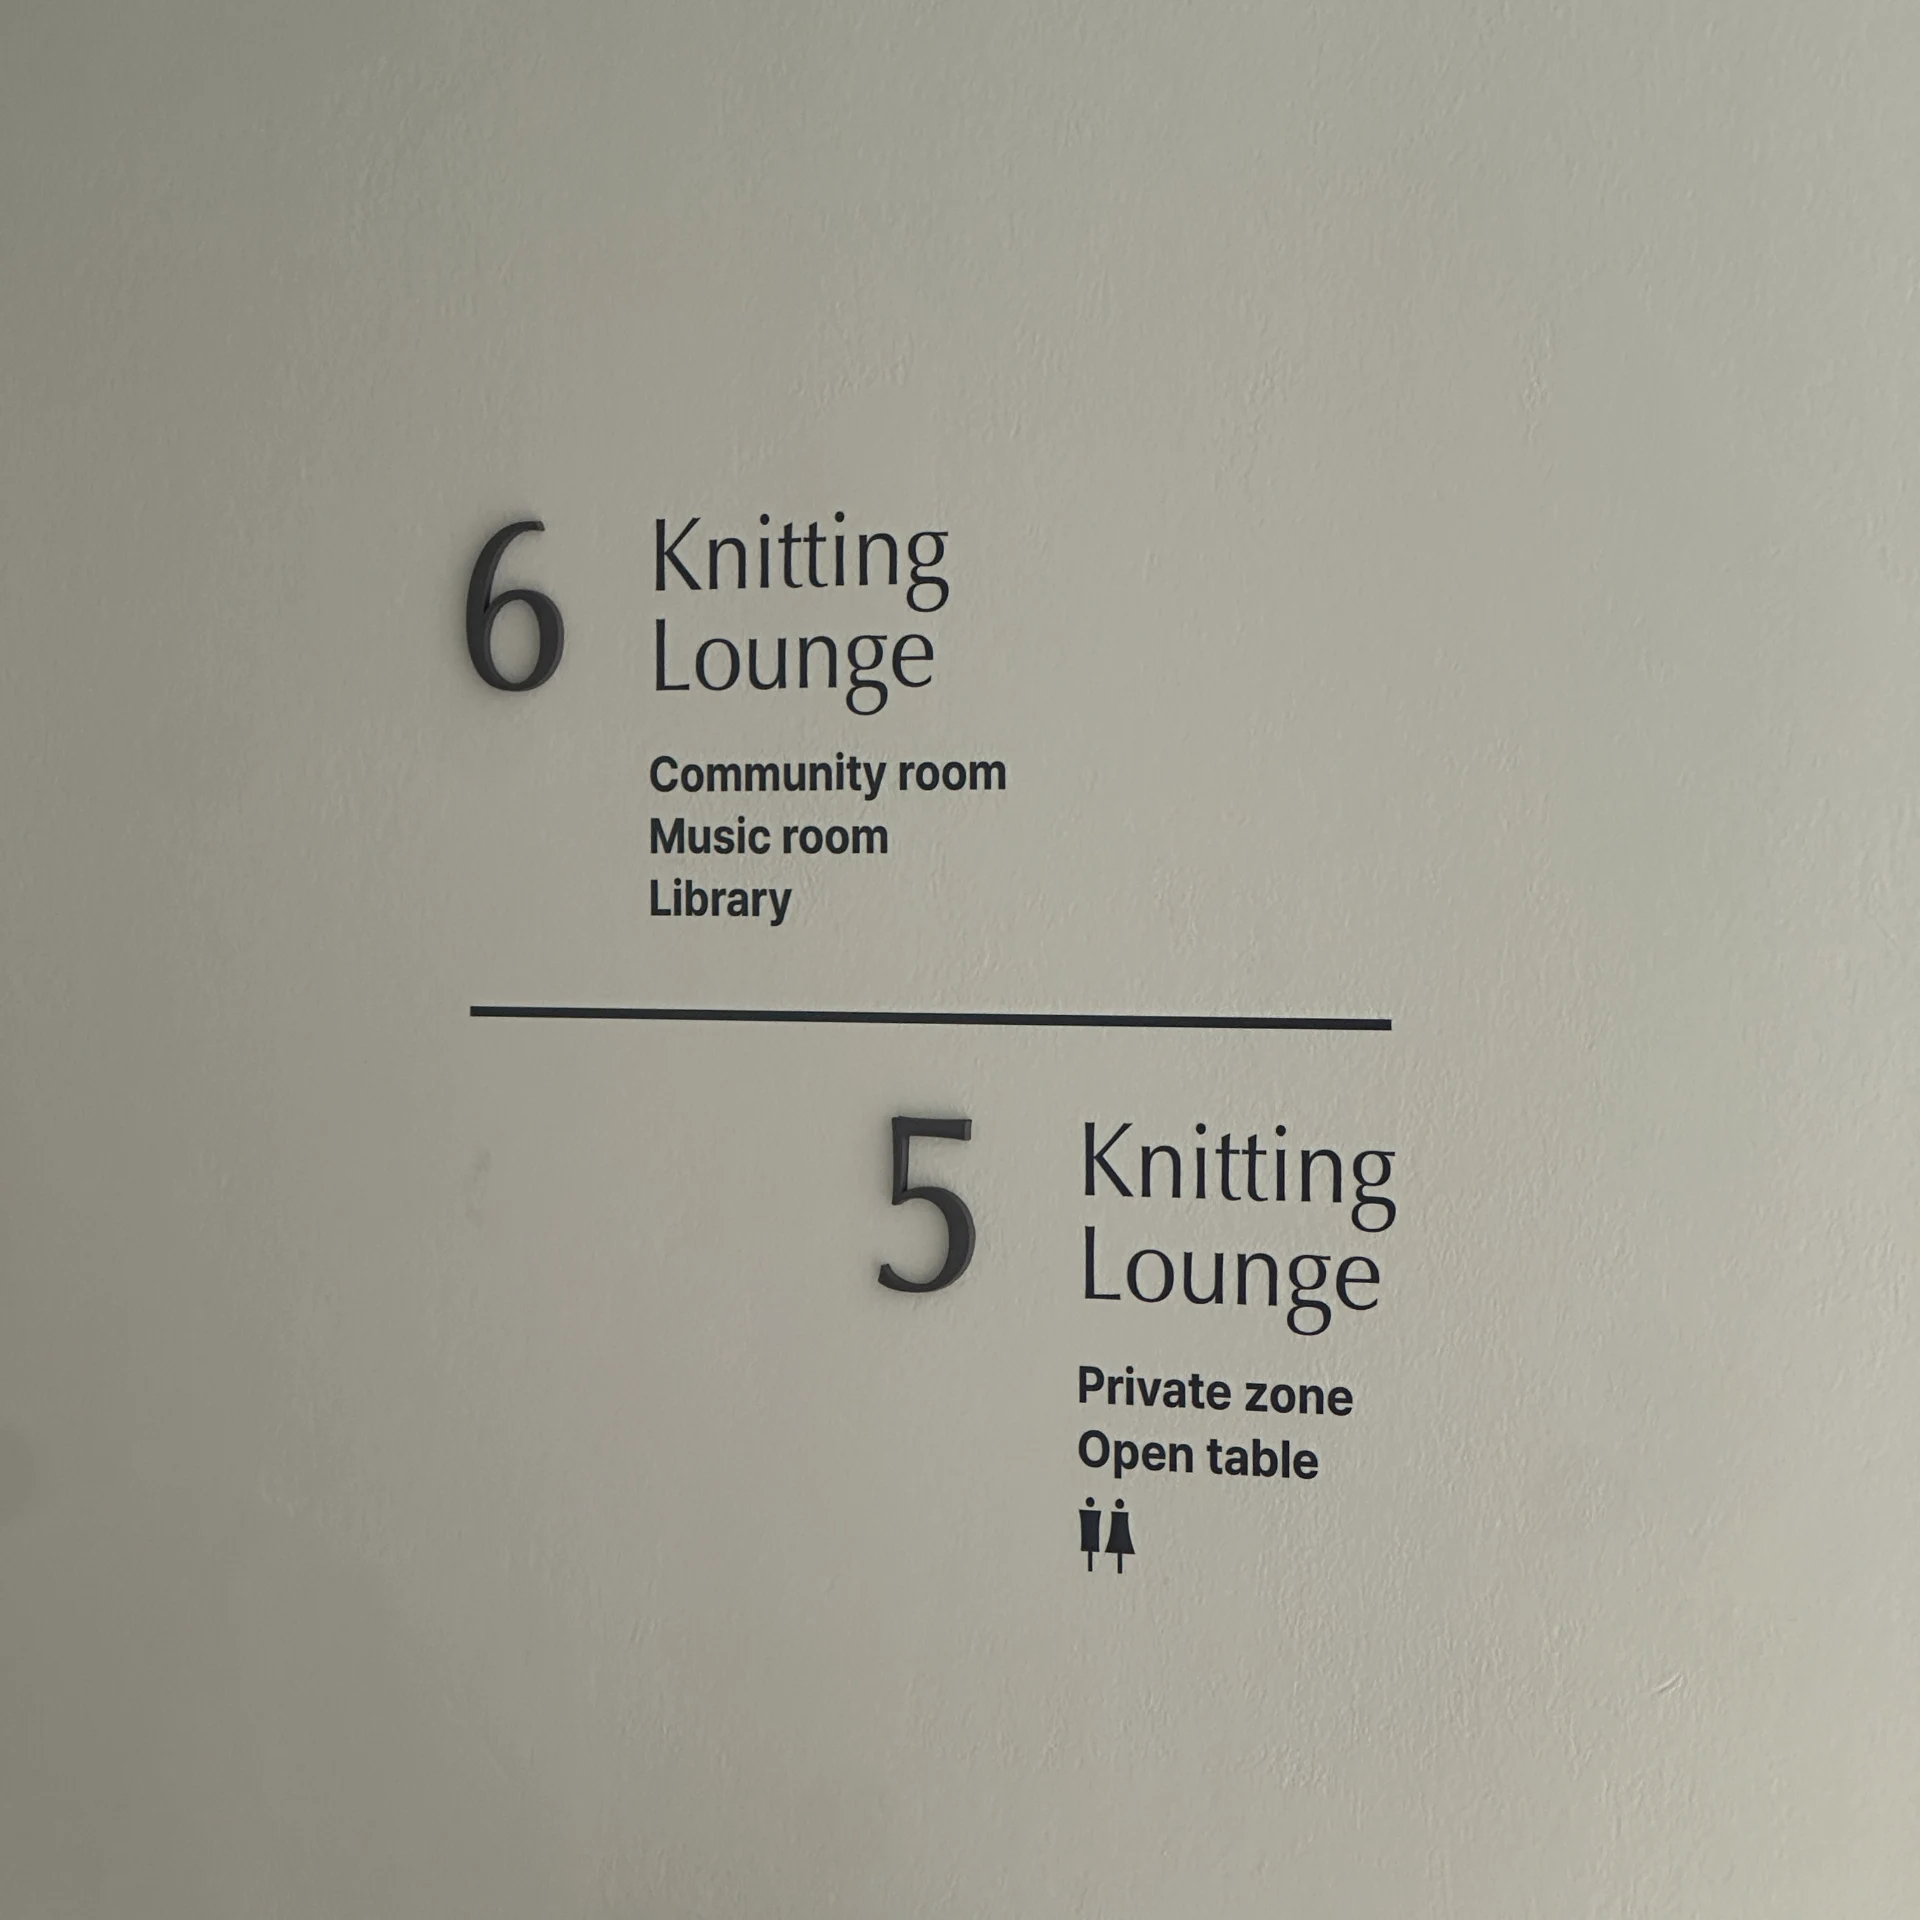 6
Knitting
Lounge
Community room
Music room
Library
5
Knitting
Lounge
Private zone
Open table